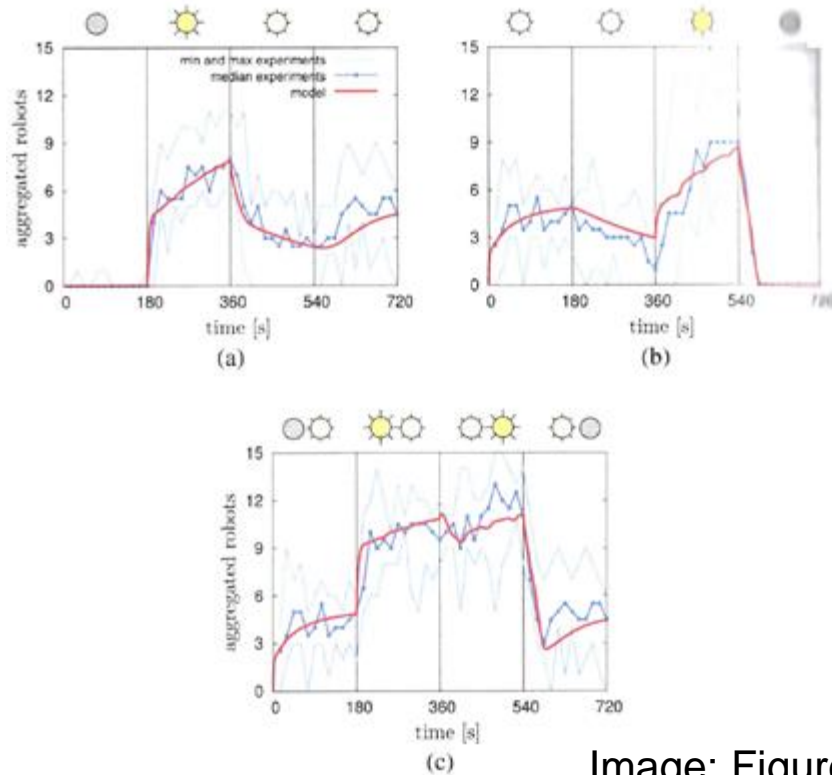 15
12
9
6
3
0
aggregated robots
min and max experiments
median experiments
model
0 180 360 540 720
time [s]
(a)
15
12
9
6
3
0
0 180 360 540
time [s]
(b)
15
12
9
6
3
0
aggregated robots
0 180 360 540 720
time [s]
(c)
Image: Figure